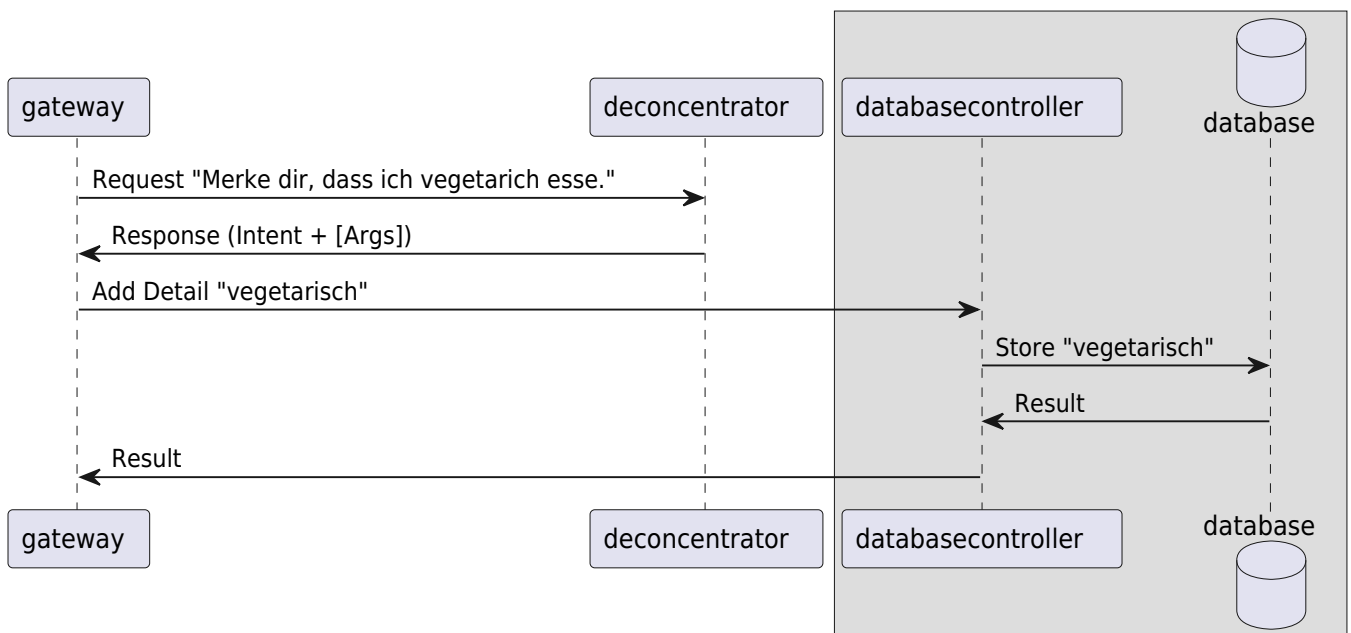 gateway
deconcentrator
databasecontroller
database
Request "Merke dir, dass ich vegetarich esse."
Response (Intent + [Args])
Add Detail "vegetarisch"
Store "vegetarisch"
Result
Result
gateway
deconcentrator
databasecontroller
database